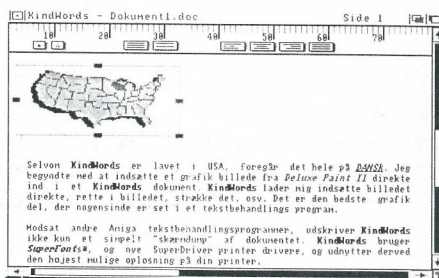 KindWords - Dokument1.doc Side 1
10 20 30 40 50 60 70
Selvom KindWords er lavet i USA, foregår det hele på DANSK. Jeg
begyndte med at indsætte et grafik billede fra Deluxe Paint II direkte
ind i et KindWords dokument. KindWords lader mig indsætte billedet
direkte, rette i billedet, strække det, osv. Det er den bedste grafik
del, der nogensinde er set i et tekstbehandlings program.
Modsat andre Amiga tekstbehandlingsprogrammer, udskriver KindWords
ikke kun et simpelt "skærmdump" af dokumentet. KindWords bruger
SuperFonts*, og nye SuperDriver printer drivere, og udnytter derved
den højest mulige opløsning på din printer.